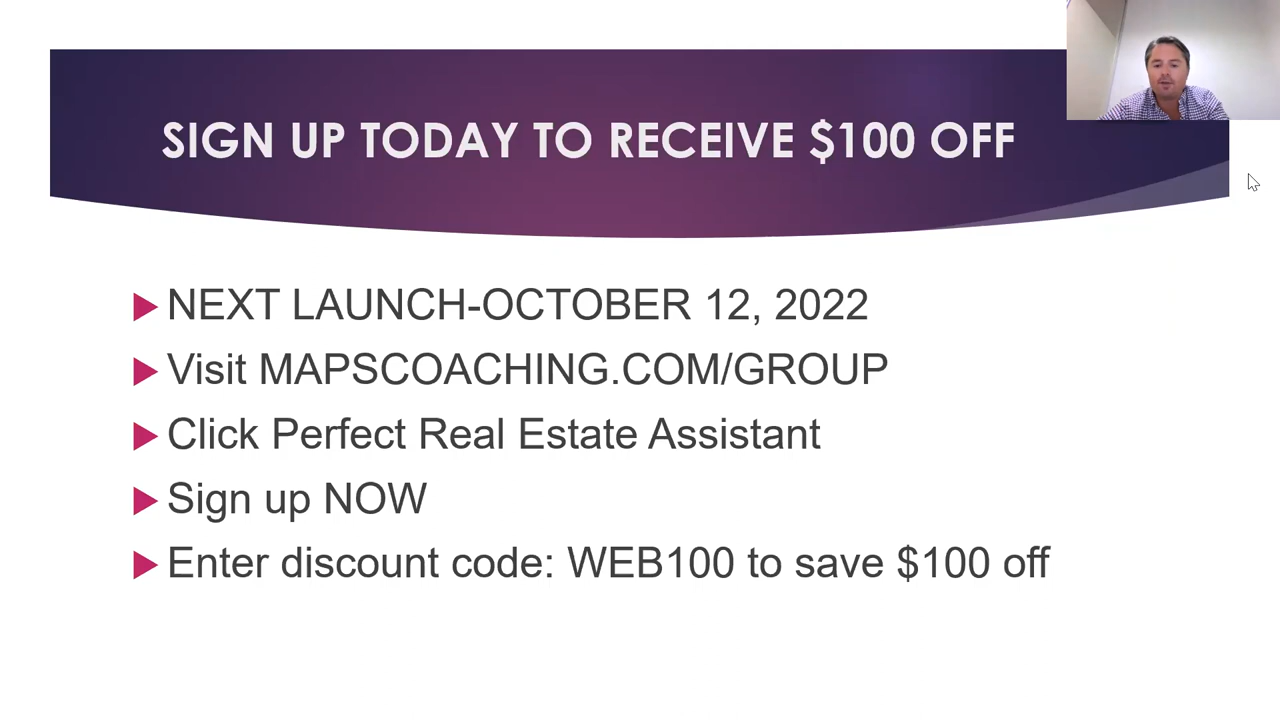 SIGN UP TODAY TO RECEIVE $100 OFF
NEXT LAUNCH-OCTOBER 12, 2022
Visit MAPSCOACHING.COM/GROUP
Click Perfect Real Estate Assistant
Sign up NOW
Enter discount code: WEB100 to save $100 off